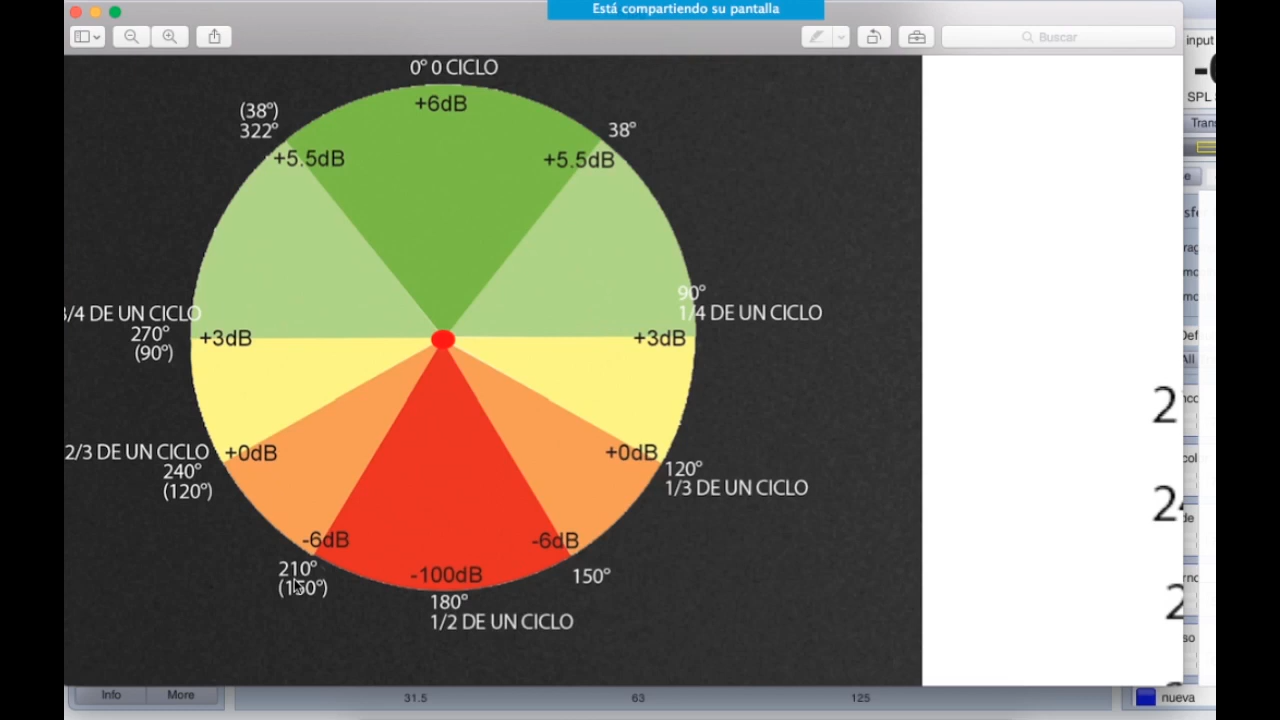 Está compartiendo su pantalla
Buscar
input
SPL
Trans
0° 0 CICLO
+6dB
(38°)
322°
38°
+5.5dB
+5.5dB
90°
1/4 DE UN CICLO
3/4 DE UN CICLO
270°
(90°)
+3dB
+3dB
2/3 DE UN CICLO
240°
(120°)
+0dB
+0dB
120°
1/3 DE UN CICLO
-6dB
-6dB
210°
(150°)
-100dB
150°
180°
1/2 DE UN CICLO
All
Info
More
31.5
63
125
nueva